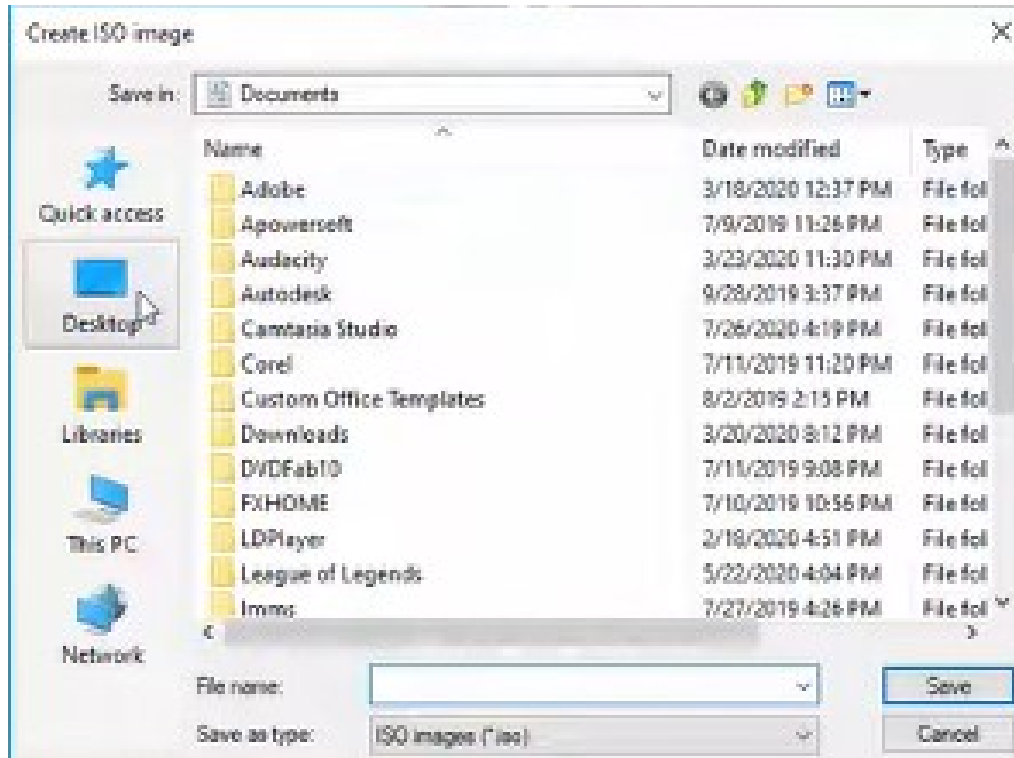 Create ISO image
Save in: Documents
Name Date modified Type
Quick access
Desktop
Libraries
This PC
Network
Adobe 3/18/2020 12:37 PM File fol
Apowersoft 7/9/2019 11:26 PM File fol
Audacity 3/23/2020 11:30 PM File fol
Autodesk 9/28/2019 3:37 PM File fol
Camtasia Studio 7/26/2020 4:19 PM File fol
Corel 7/11/2019 11:20 PM File fol
Custom Office Templates 8/2/2019 2:15 PM File fol
Downloads 3/20/2020 8:12 PM File fol
DVDFab10 7/11/2019 9:08 PM File fol
FXHOME 7/10/2019 10:56 PM File fol
LDPlayer 2/18/2020 4:51 PM File fol
League of Legends 5/22/2020 4:04 PM File fol
lmms 7/27/2019 4:26 PM File fol
File name: Save
Save as type: ISO images (*.iso) Cancel